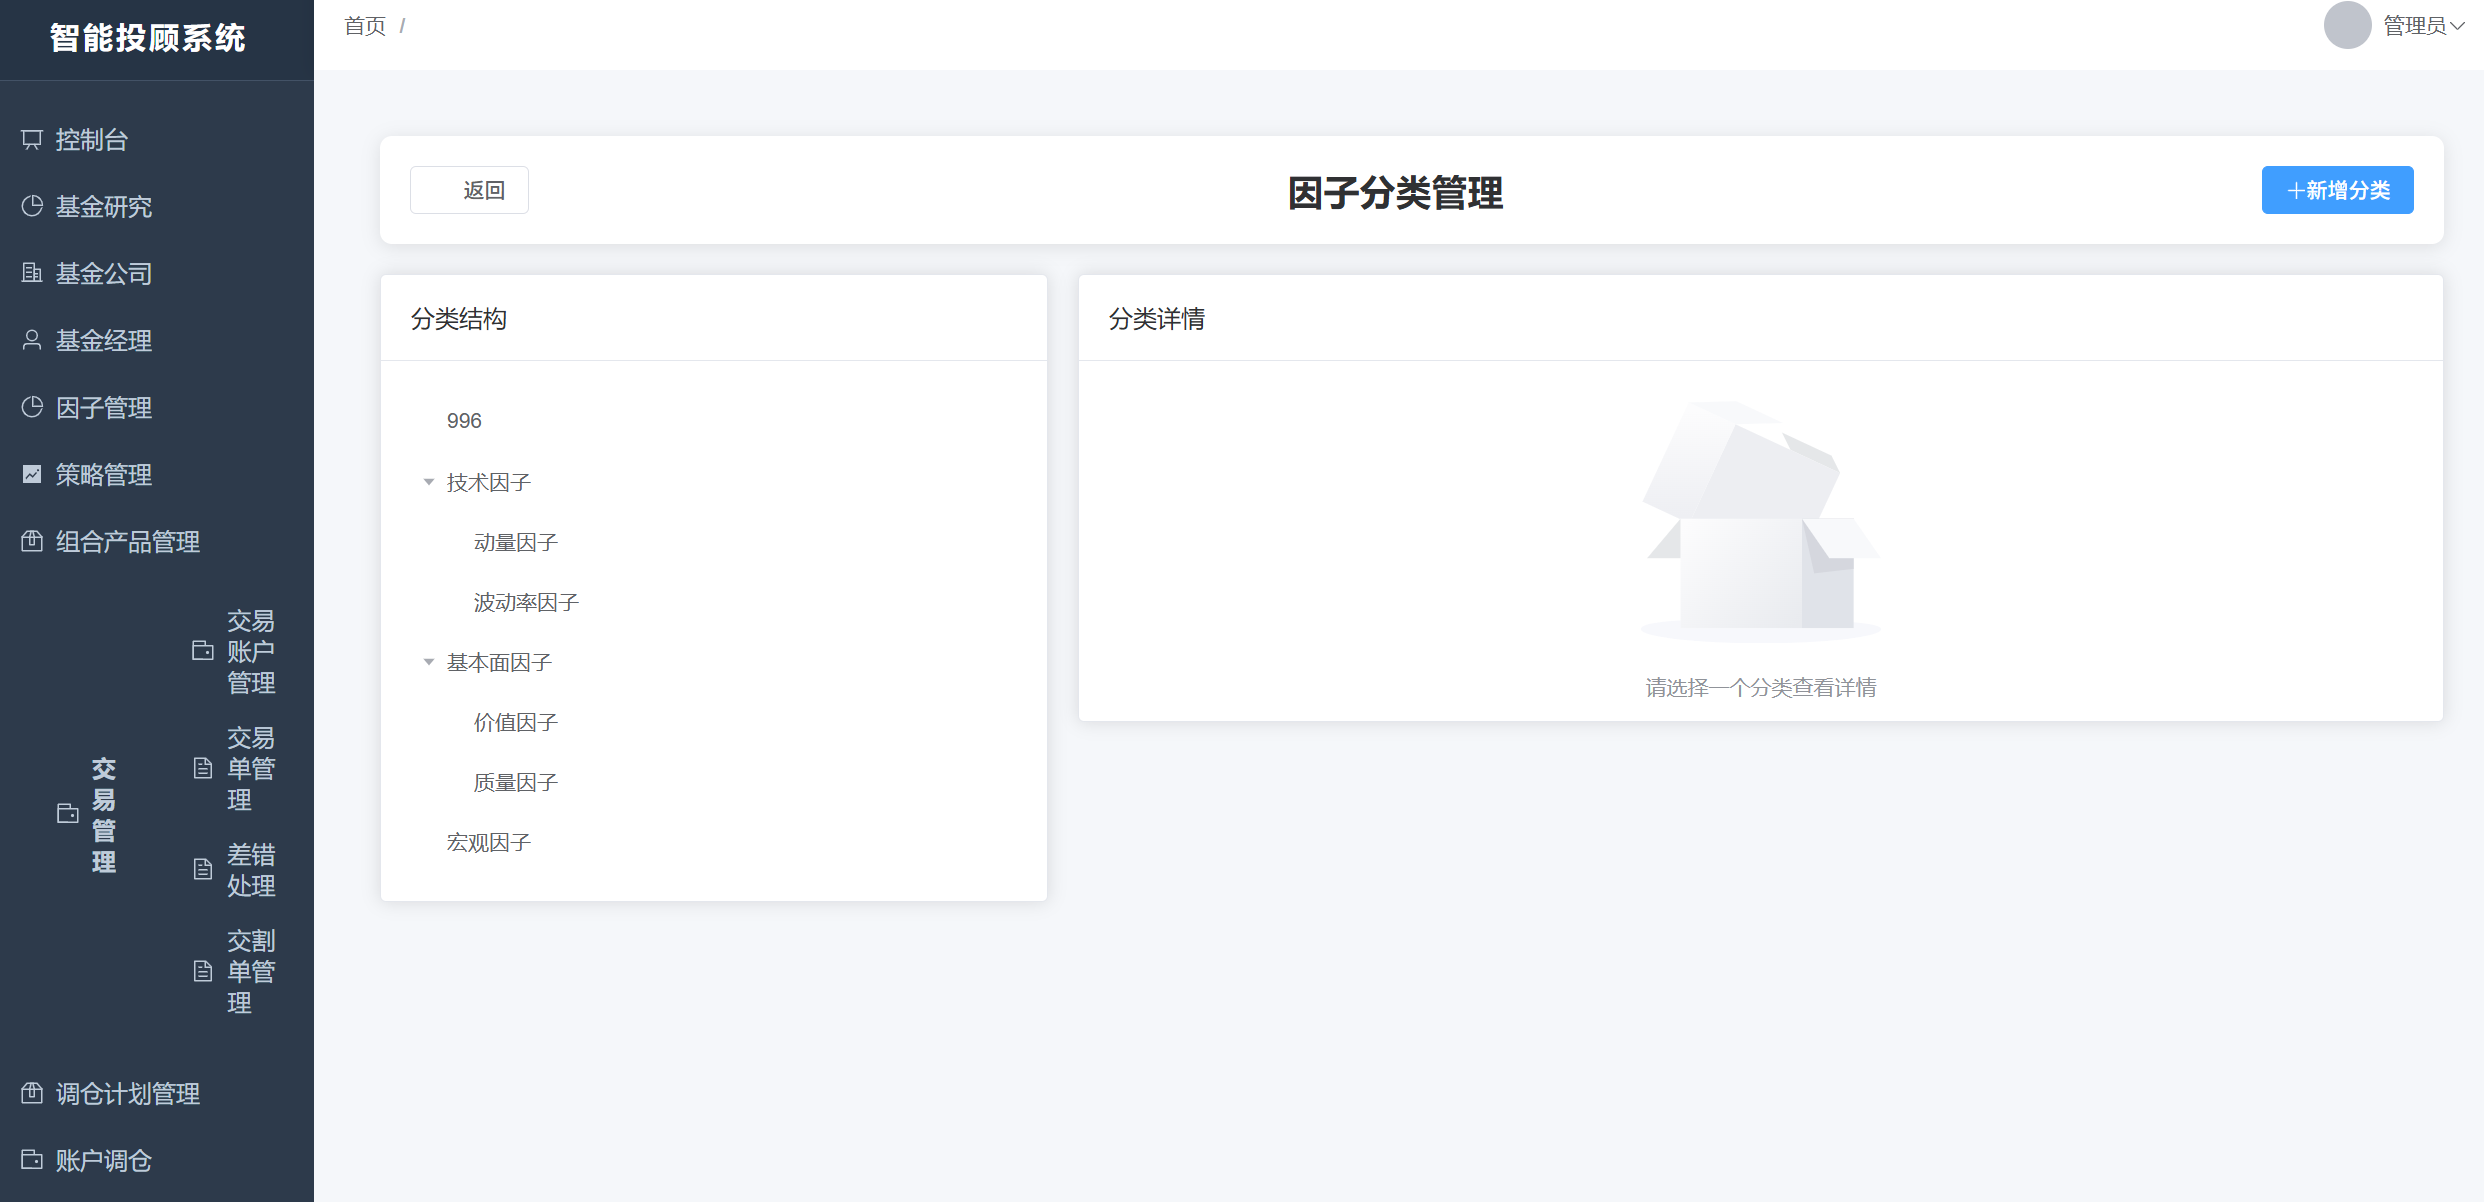 智能投顾系统
首页 /
管理员
控制台
基金研究
基金公司
基金经理
因子管理
策略管理
组合产品管理
交易管理
交易账户管理
交易单管理
差错处理
交割单管理
调仓计划管理
账户调仓
返回
因子分类管理
新增分类
分类结构
996
技术因子
动量因子
波动率因子
基本面因子
价值因子
质量因子
宏观因子
分类详情
请选择一个分类查看详情